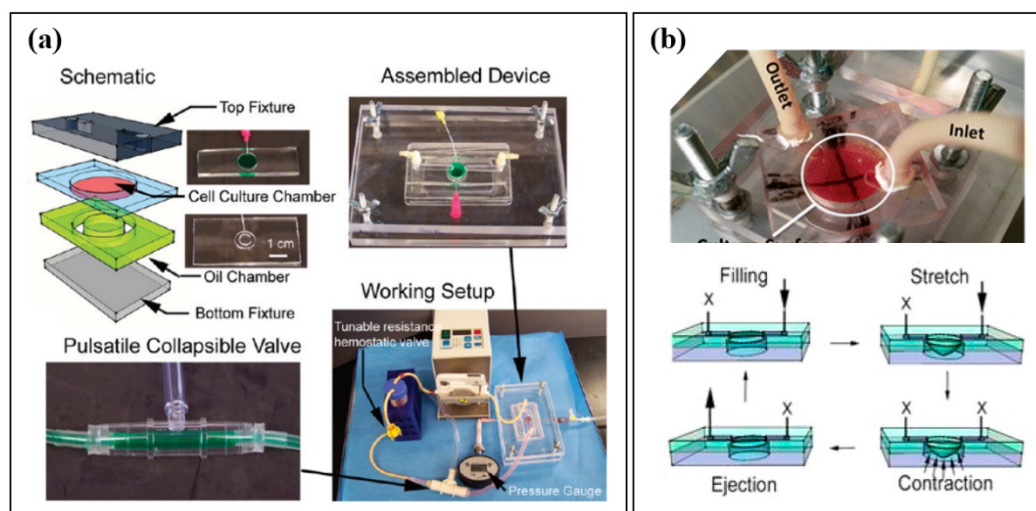 (a)
Schematic
Top Fixture
Cell Culture Chamber
1 cm
Oil Chamber
Bottom Fixture
Assembled Device
Working Setup
Tunable resistance
hemostatic valve
Pressure Gauge
Pulsatile Collapsible Valve
(b)
Outlet
Inlet
Filling
Stretch
X
X
X
X
Ejection
Contraction